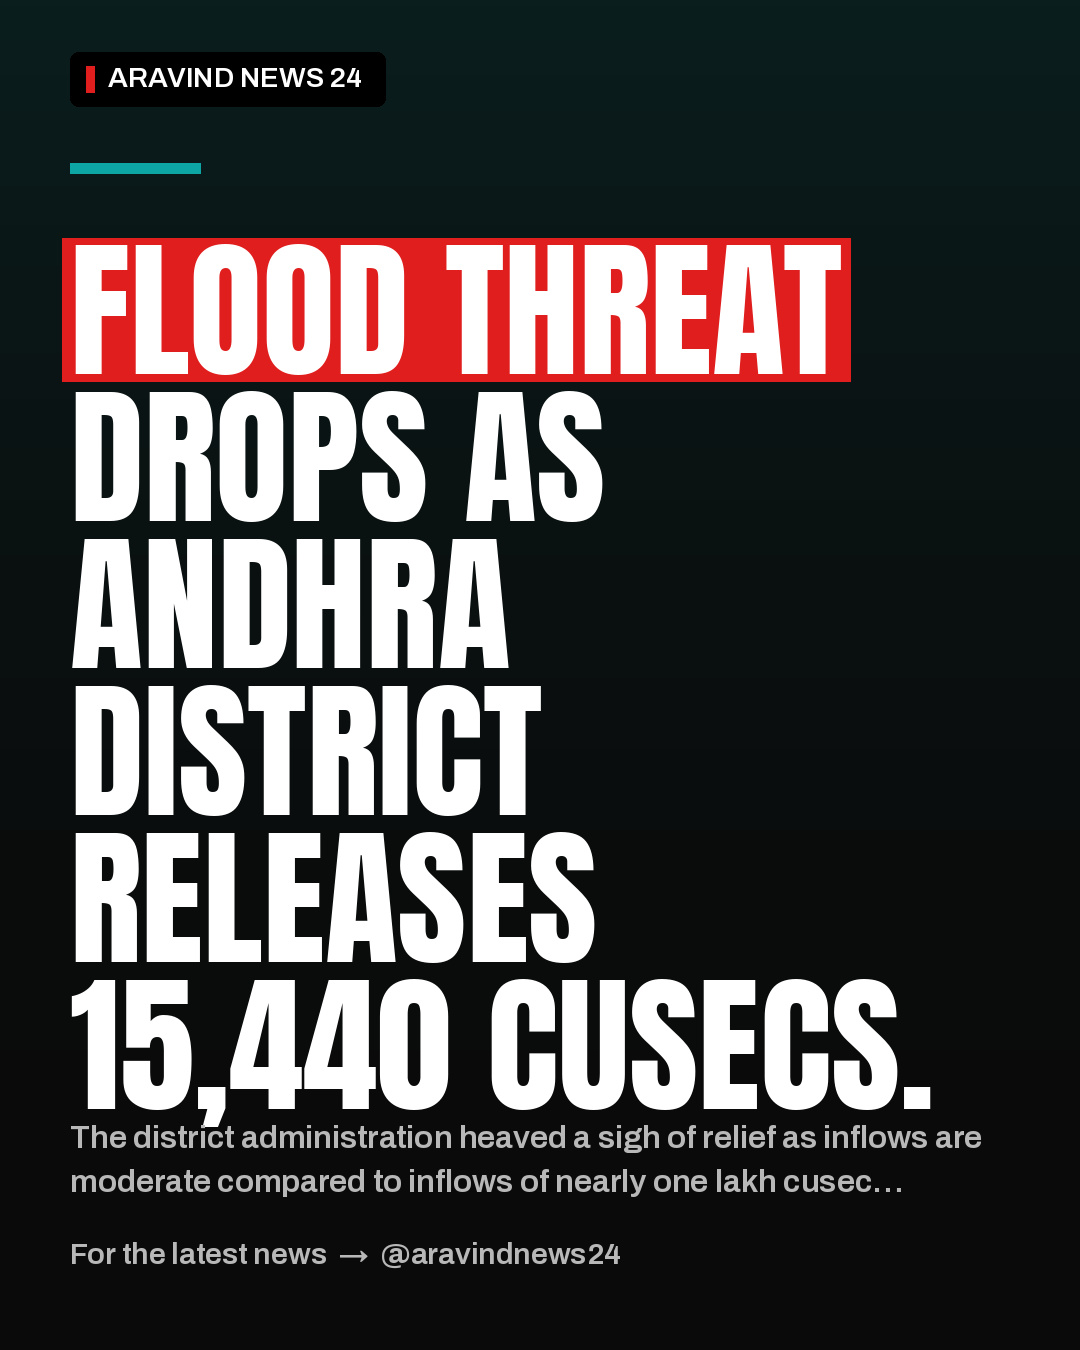 ARAVIND NEWS 24
FLOOD THREAT
DROPS AS
ANDHRA
DISTRICT
RELEASES
15,440 CUSECS.
The district administration heaved a sigh of relief as inflows are
moderate compared to inflows of nearly one lakh cusec...
For the latest news → @aravindnews24